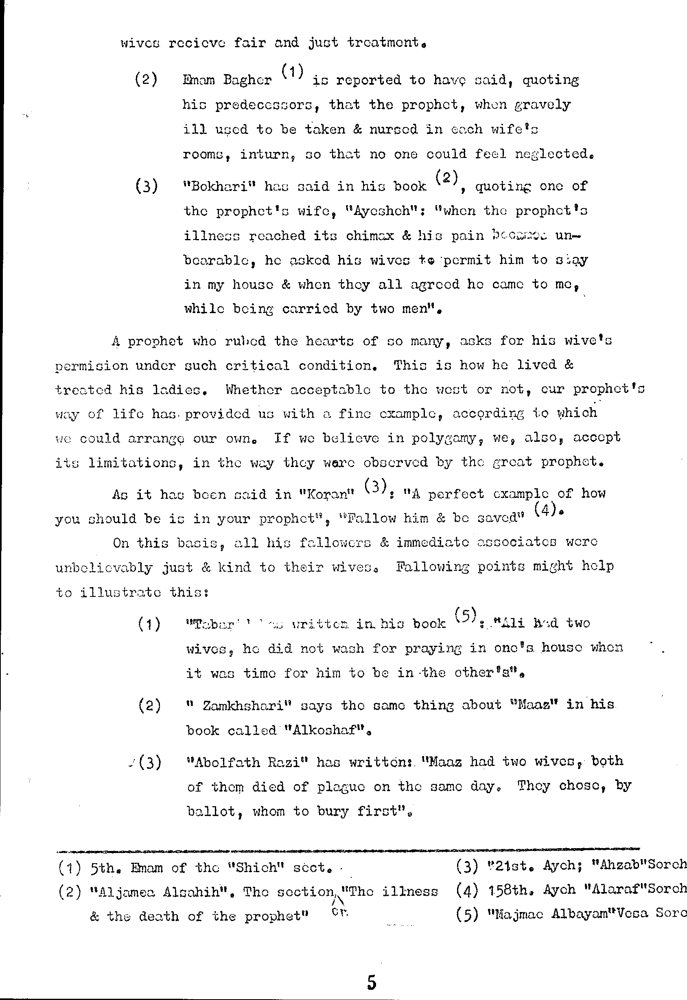 wives recieve fair and just treatment.
(2) Emam Bagher (1) is reported to have said, quoting
his predecessors, that the prophet, when gravely
ill used to be taken & nursed in each wife's
rooms, inturn, so that no one could feel neglected.
(3) "Bokhari" has said in his book (2), quoting one of
the prophet's wife, "Ayesheh": "when the prophet's
illness reached its chimax & his pain un-
bearable, he asked his wives to permit him to stay
in my house & when they all agreed he came to me,
while being carried by two men".
A prophet who ruled the hearts of so many, asks for his wive's
permision under such critical condition. This is how he lived &
treated his ladies. Whether acceptable to the west or not, our prophet's
way of life has provided us with a fine example, according to which
we could arrange our own. If we believe in polygamy, we, also, accept
its limitations, in the way they were observed by the great prophet.
As it has been said in "Koran" (3): "A perfect example of how
you should be is in your prophet", "Fallow him & be saved" (4).
On this basis, all his fallowers & immediate associates were
unbelievably just & kind to their wives. Fallowing points might help
to illustrate this:
(1) written in his book (5): "Ali had two
wives, he did not wash for praying in one's house when
it was time for him to be in the other's".
(2) " Zamkhshari" says the same thing about "Maaz" in his
book called "Alkoshaf".
(3) "Abolfath Razi" has written: "Maaz had two wives, both
of them died of plague on the same day. They chose, by
ballot, whom to bury first".
(1) 5th. Emam of the "Shieh" sect.
(2) "Aljamea Alsahih". The section, on "The illness
& the death of the prophet"
(3) "21st. Ayeh; "Ahzab"Soreh
(4) 158th. Ayeh "Alaraf"Soreh
(5) "Majmae Albayam"Vesa Sore
5